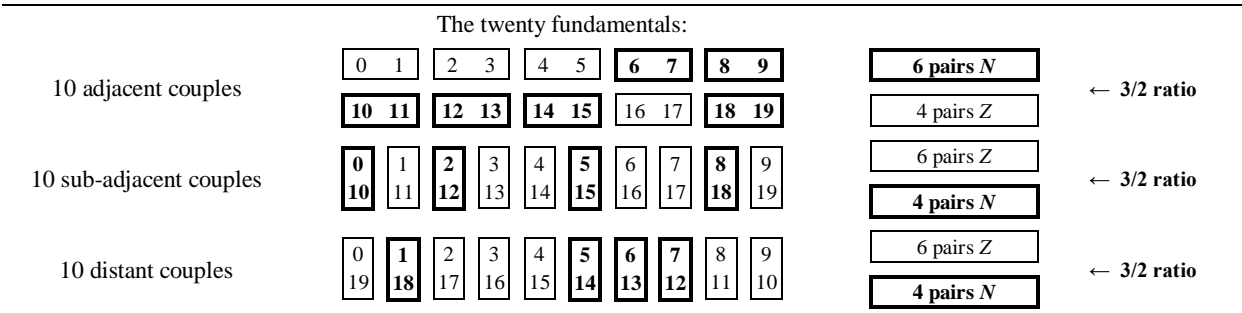 The twenty fundamentals:
10 adjacent couples
0 1 2 3 4 5 6 7 8 9
10 11 12 13 14 15 16 17 18 19
6 pairs N
4 pairs Z
← 3/2 ratio
10 sub-adjacent couples
0 1 2 3 4 5 6 7 8 9
10 11 12 13 14 15 16 17 18 19
6 pairs Z
4 pairs N
← 3/2 ratio
10 distant couples
0 1 2 3 4 5 6 7 8 9
19 18 17 16 15 14 13 12 11 10
6 pairs Z
4 pairs N
← 3/2 ratio